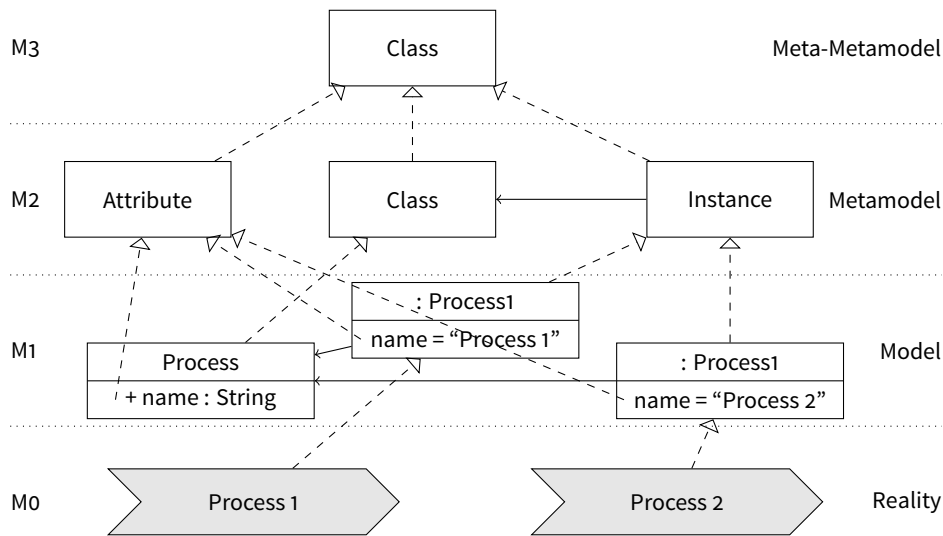 M3
Class
Meta-Metamodel
M2
Attribute
Class
Instance
Metamodel
: Process1
name = “Process 1”
M1
Process
+ name : String
: Process1
name = “Process 2”
Model
M0
Process 1
Process 2
Reality